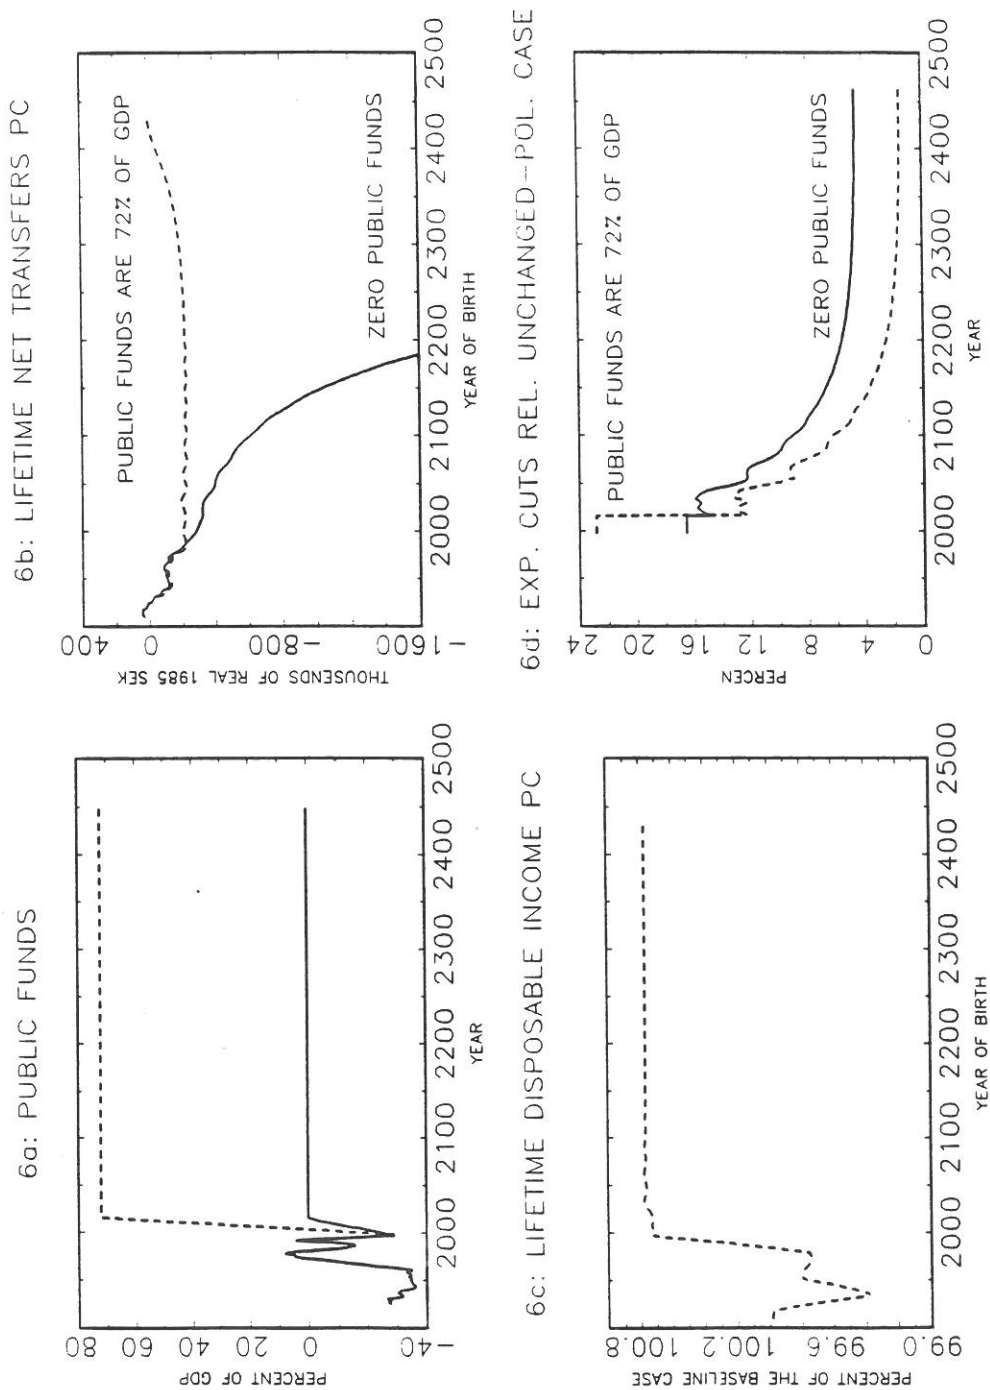 6a: PUBLIC FUNDS
PERCENT OF GDP
80
60
40
20
0
-40
2000 2100 2200 2300 2400 2500
YEAR
6b: LIFETIME NET TRANSFERS PC
THOUSANDS OF REAL 1985 SEK
400
0
-800
-1600
PUBLIC FUNDS ARE 72% OF GDP
ZERO PUBLIC FUNDS
2000 2100 2200 2300 2400 2500
YEAR OF BIRTH
6c: LIFETIME DISPOSABLE INCOME PC
PERCENT OF THE BASELINE CASE
100.8
100.2
99.6
99.0
2000 2100 2200 2300 2400 2500
YEAR OF BIRTH
6d: EXP. CUTS REL. UNCHANGED-POL. CASE
PERCEN
24
20
16
12
8
4
0
PUBLIC FUNDS ARE 72% OF GDP
ZERO PUBLIC FUNDS
2000 2100 2200 2300 2400 2500
YEAR